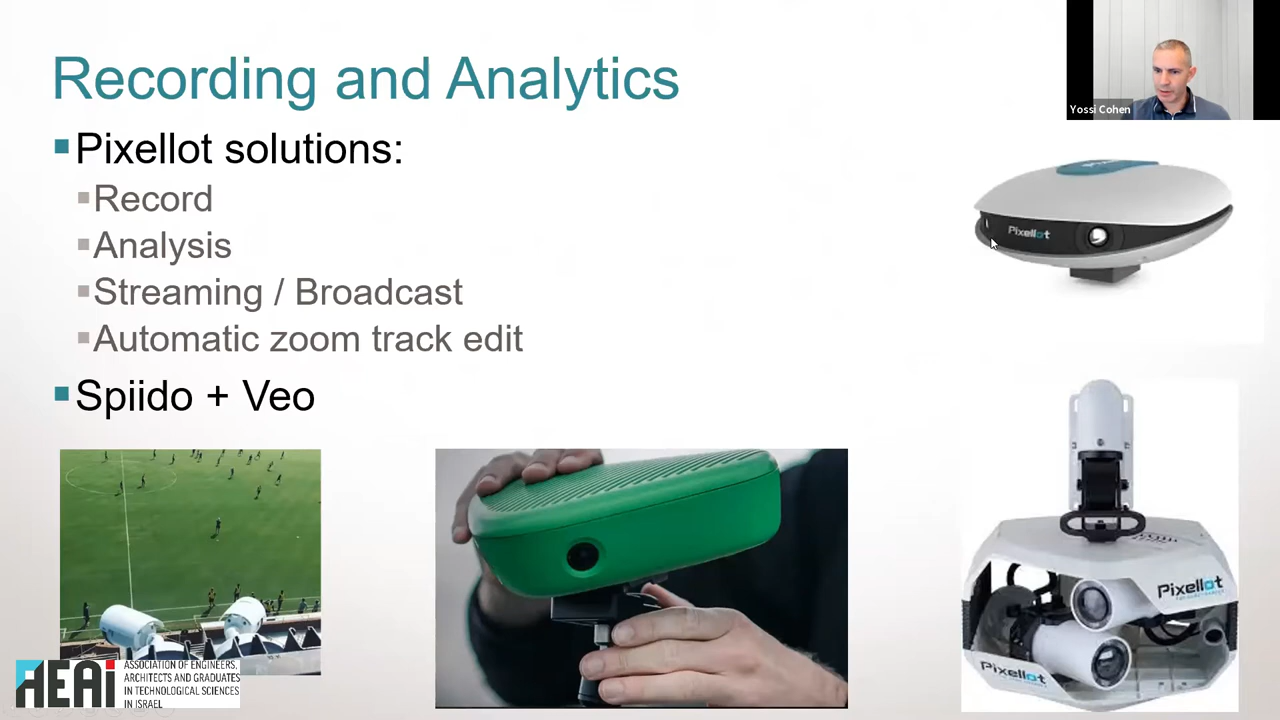 Recording and Analytics
Yossi Cohen
Pixellot solutions:
Record
Analysis
Streaming / Broadcast
Automatic zoom track edit
Spiido + Veo
Pixellot
Pixellot
Pixellot
AEAi
ASSOCIATION OF ENGINEERS,
ARCHITECTS AND GRADUATES
IN TECHNOLOGICAL SCIENCES
IN ISRAEL